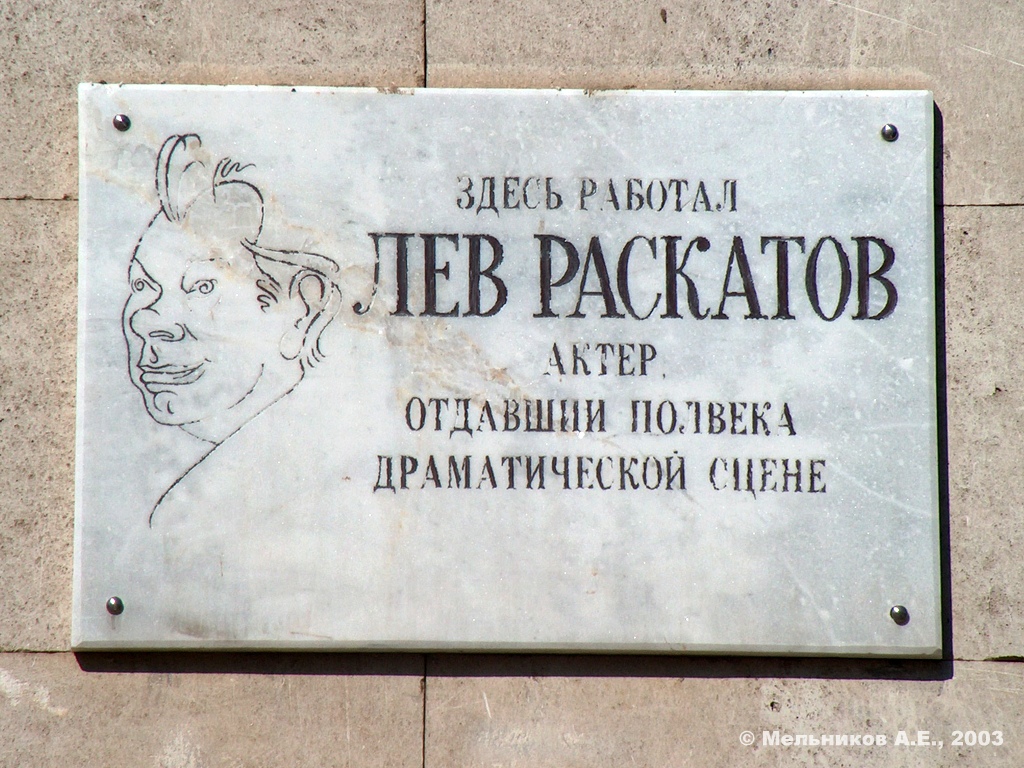 ЗДЕСЬ РАБОТАЛ
ЛЕВ РАСКАТОВ
АКТЕР,
ОТДАВШИЙ ПОЛВЕКА
ДРАМАТИЧЕСКОЙ СЦЕНЕ
© Мельников А.Е., 2003